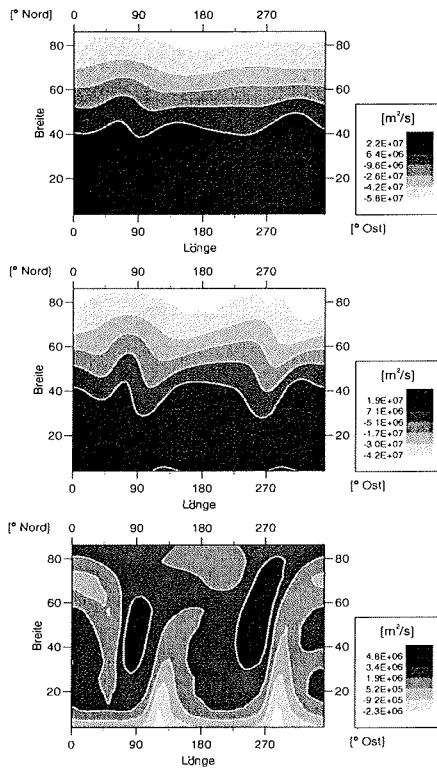 [° Nord] 0 90 180 270
80 80
60 60
40 40
20 20
Breite
0 90 180 270
Länge
[° Ost]
[m²/s]
2.2E+07
6.4E+06
-9.6E+06
-2.6E+07
-4.2E+07
-5.8E+07
[° Nord] 0 90 180 270
80 80
60 60
40 40
20 20
Breite
0 90 180 270
Länge
[° Ost]
[m²/s]
1.9E+07
7.1E+06
-5.1E+06
-1.7E+07
-3.0E+07
-4.2E+07
[° Nord] 0 90 180 270
80 80
60 60
40 40
20 20
Breite
0 90 180 270
Länge
[° Ost]
[m²/s]
4.8E+06
3.4E+06
1.9E+06
5.2E+05
-9.2E+05
-2.3E+06